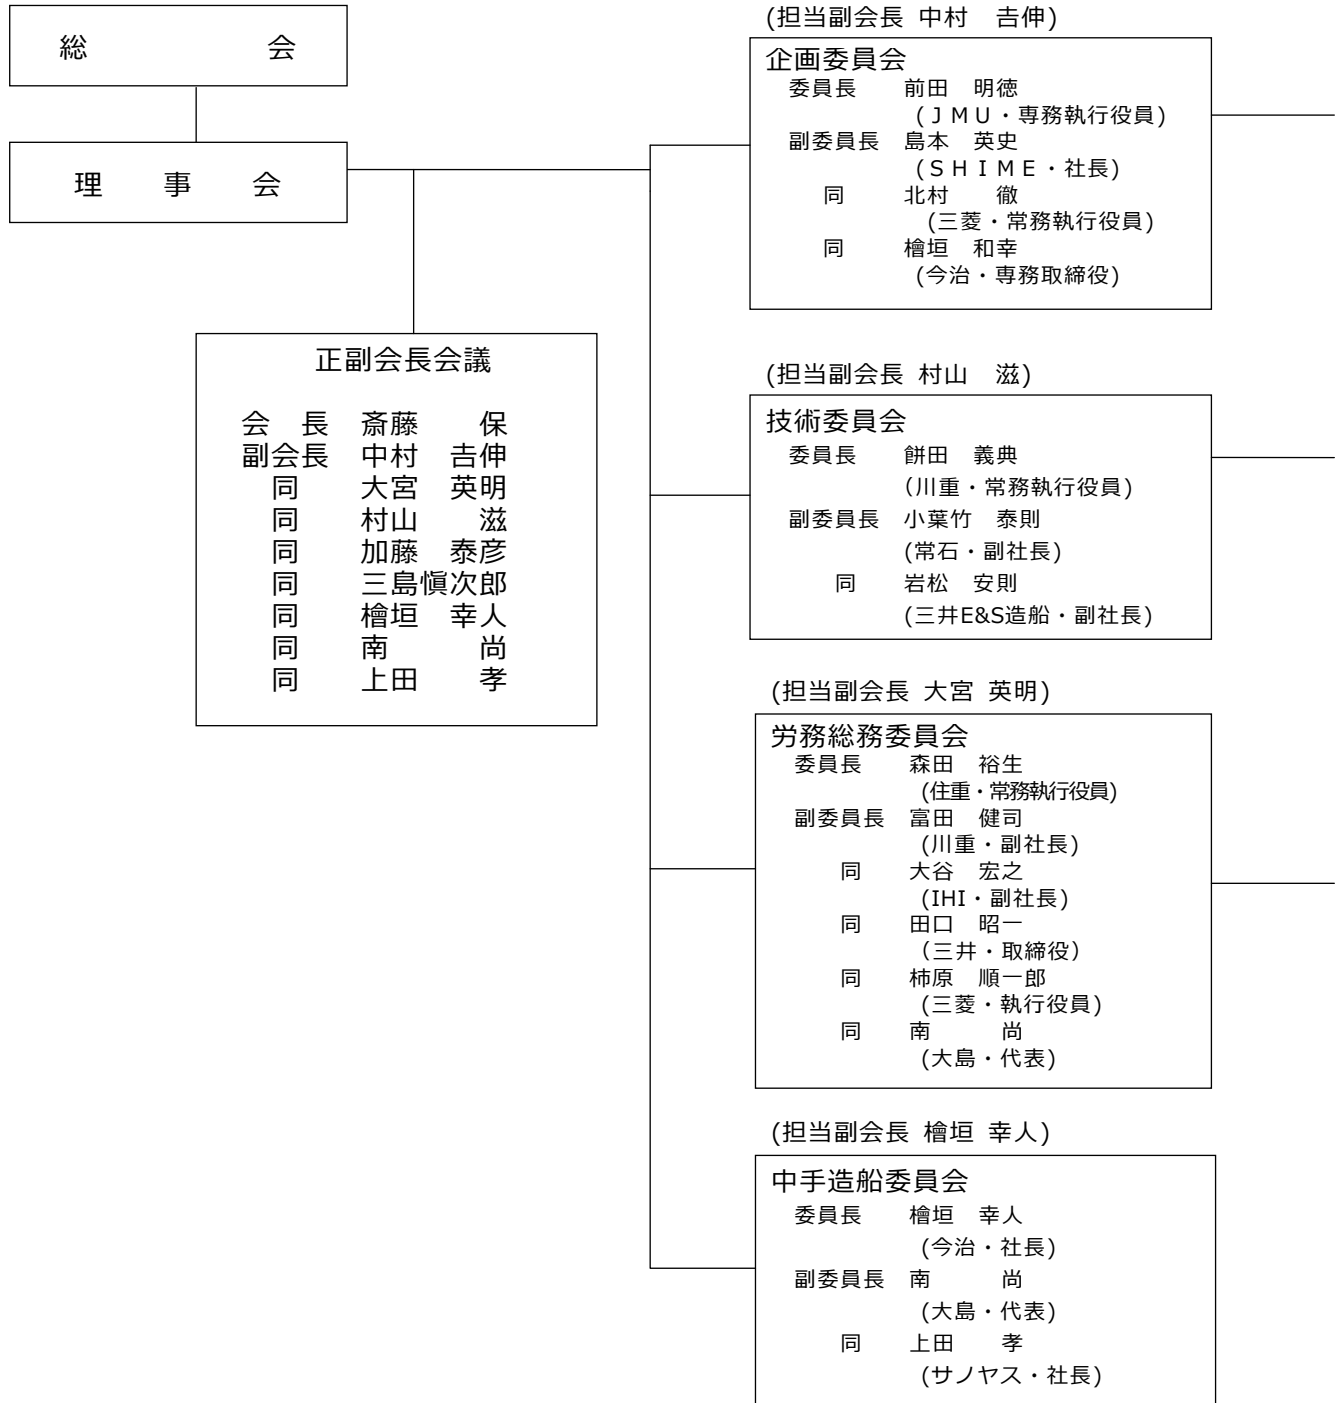 総　　　　会
理　事　会
正副会長会議
会　長　斎藤　　保
副会長　中村　𠮷伸
同　大宮　英明
同　村山　　滋
同　加藤　泰彦
同　三島愼次郎
同　檜垣　幸人
同　南　　　尚
同　上田　　孝
(担当副会長 中村　𠮷伸)
企画委員会
委員長　前田　明徳
(ＪＭＵ・専務執行役員)
副委員長　島本　英史
(ＳＨＩＭＥ・社長)
同　北村　　徹
(三菱・常務執行役員)
同　檜垣　和幸
(今治・専務取締役)
(担当副会長 村山　滋)
技術委員会
委員長　餅田　義典
（川重・常務執行役員)
副委員長　小葉竹　泰則
(常石・副社長)
同　岩松　安則
(三井E&S造船・副社長)
(担当副会長 大宮 英明)
労務総務委員会
委員長　森田　裕生
(住重・常務執行役員)
副委員長　富田　健司
(川重・副社長)
同　大谷　宏之
(IHI・副社長)
同　田口　昭一
（三井・取締役）
同　柿原　順一郎
(三菱・執行役員)
同　南　　　尚
(大島・代表)
(担当副会長 檜垣 幸人)
中手造船委員会
委員長　檜垣　幸人
(今治・社長)
副委員長　南　　　尚
(大島・代表)
同　上田　　孝
(サノヤス・社長)